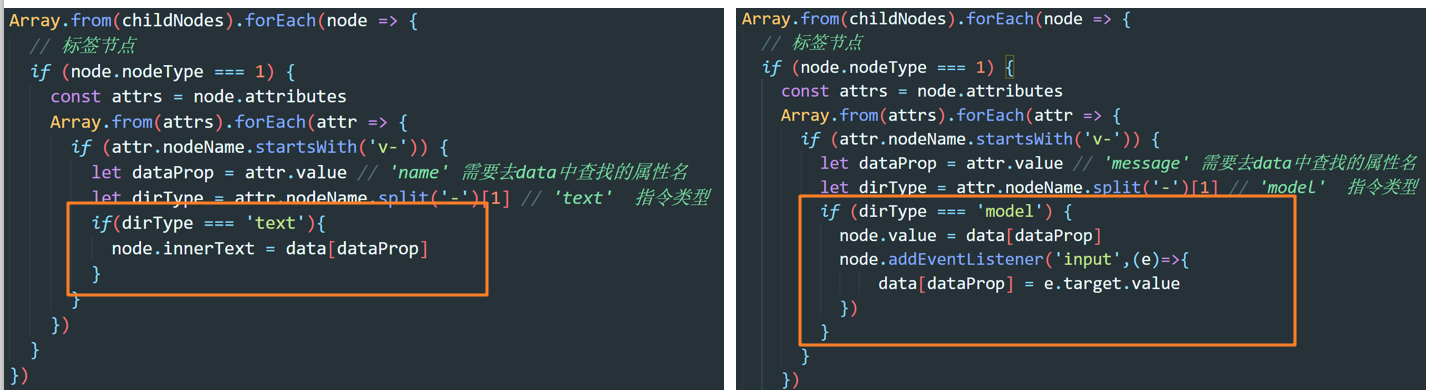 Array.from(childNodes).forEach(node => {
// 标签节点
if (node.nodeType === 1) {
const attrs = node.attributes
Array.from(attrs).forEach(attr => {
if (attr.nodeName.startsWith('v-')) {
let dataProp = attr.value // 'name' 需要去data中查找的属性名
let dirType = attr.nodeName.split('-')[1] // 'text' 指令类型
if(dirType === 'text'){
node.innerText = data[dataProp]
}
}
})
}
})
Array.from(childNodes).forEach(node => {
// 标签节点
if (node.nodeType === 1) {
const attrs = node.attributes
Array.from(attrs).forEach(attr => {
if (attr.nodeName.startsWith('v-')) {
let dataProp = attr.value // 'message' 需要去data中查找的属性名
let dirType = attr.nodeName.split('-')[1] // 'model' 指令类型
if (dirType === 'model') {
node.value = data[dataProp]
node.addEventListener('input',(e)=>{
data[dataProp] = e.target.value
})
}
}
})